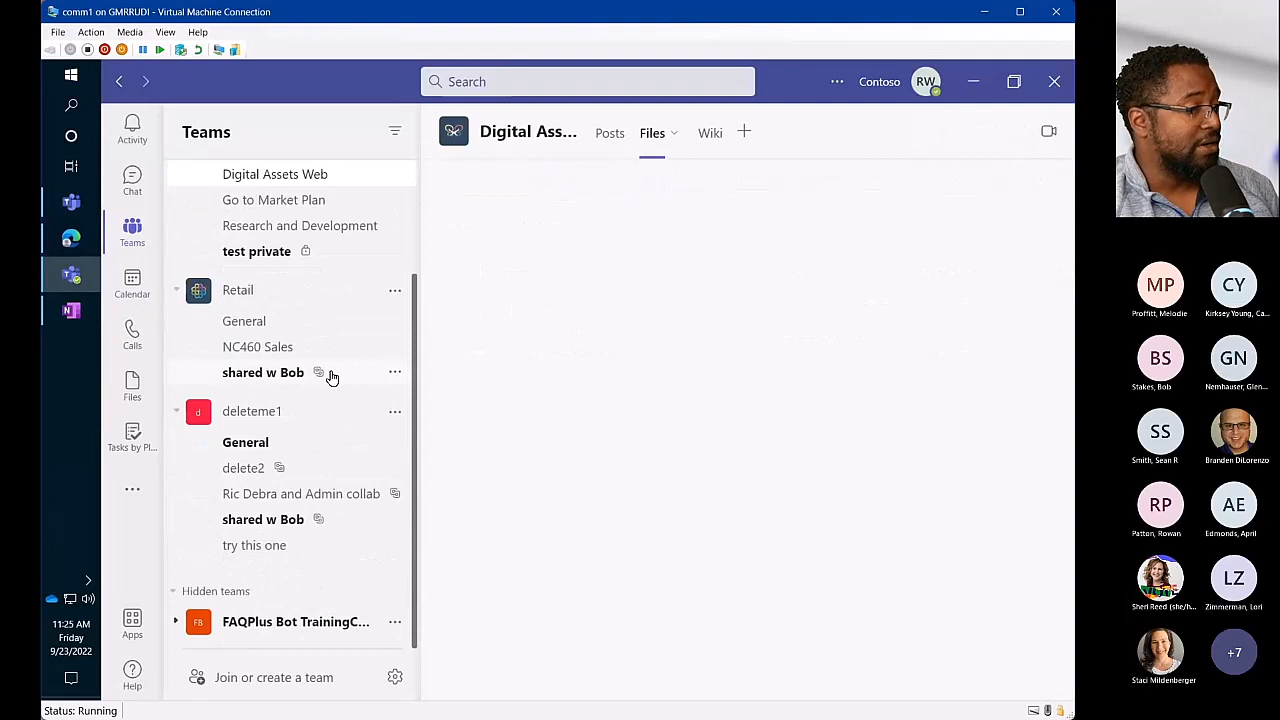 comm1 on GMRRUDI - Virtual Machine Connection
File Action Media View Help
Search
Contoso
RW
Activity
Chat
Teams
Calendar
Calls
Files
Tasks by Pl...
Apps
Help
11:25 AM
Friday
9/23/2022
Teams
Digital Assets Web
Go to Market Plan
Research and Development
test private
Retail
General
NC460 Sales
shared w Bob
d
deleteme1
General
delete2
Ric Debra and Admin collab
shared w Bob
try this one
Hidden teams
FB
FAQPlus Bot TrainingC...
Join or create a team
Digital Ass...
Posts
Files
Wiki
Status: Running
MP
Proffitt, Melodie
CY
Kirksey Young, Ca...
BS
Stakes, Bob
GN
Nemhauser, Glen...
SS
Smith, Sean R
Branden DiLorenzo
RP
Patton, Rowan
AE
Edmonds, April
Sheri Reed (she/h...
LZ
Zimmerman, Lori
Staci Mildenberger
+7